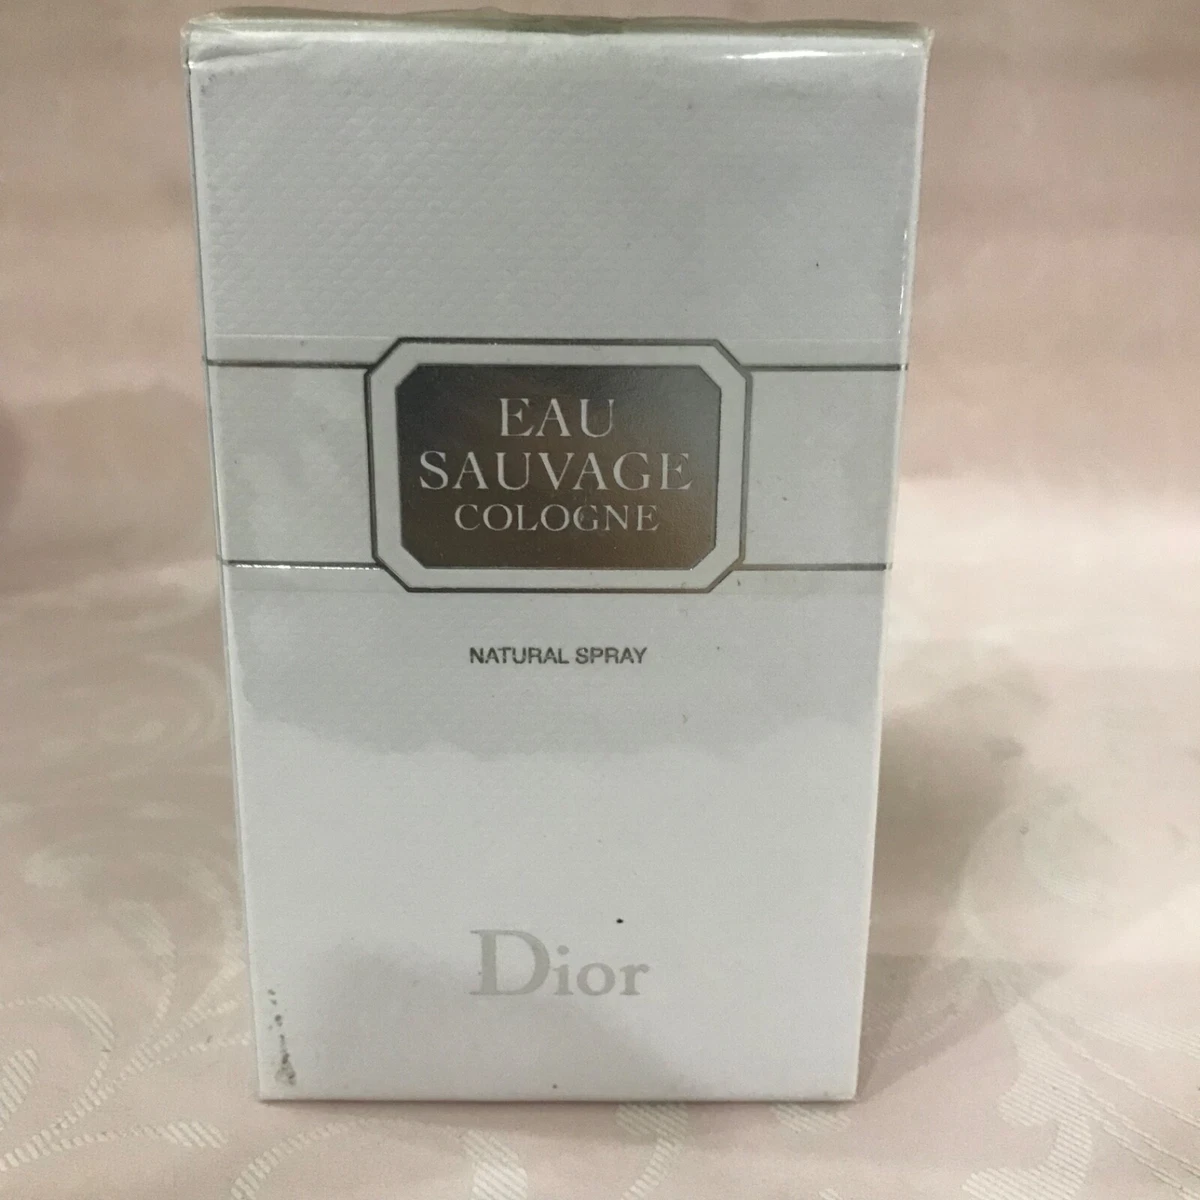 EAU
SAUVAGE
COLOGNE
NATURAL SPRAY
Dior